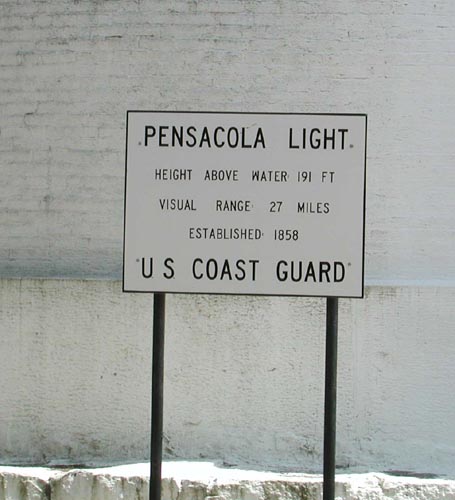 PENSACOLA LIGHT
HEIGHT ABOVE WATER: 191 FT
VISUAL RANGE: 27 MILES
ESTABLISHED: 1858
U S COAST GUARD